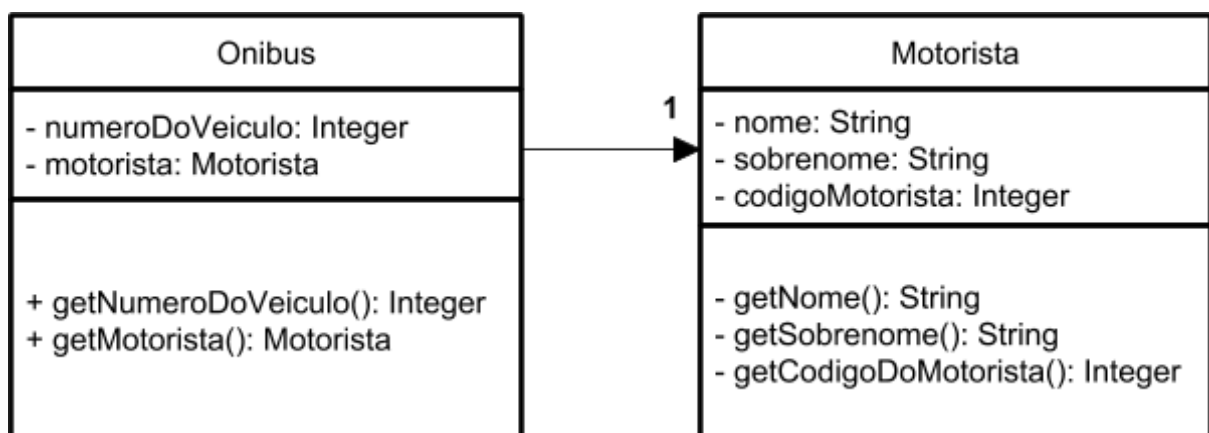 Onibus
- numeroDoVeiculo: Integer
- motorista: Motorista
+ getNumeroDoVeiculo(): Integer
+ getMotorista(): Motorista
1
Motorista
- nome: String
- sobrenome: String
- codigoMotorista: Integer
- getNome(): String
- getSobrenome(): String
- getCodigoDoMotorista(): Integer